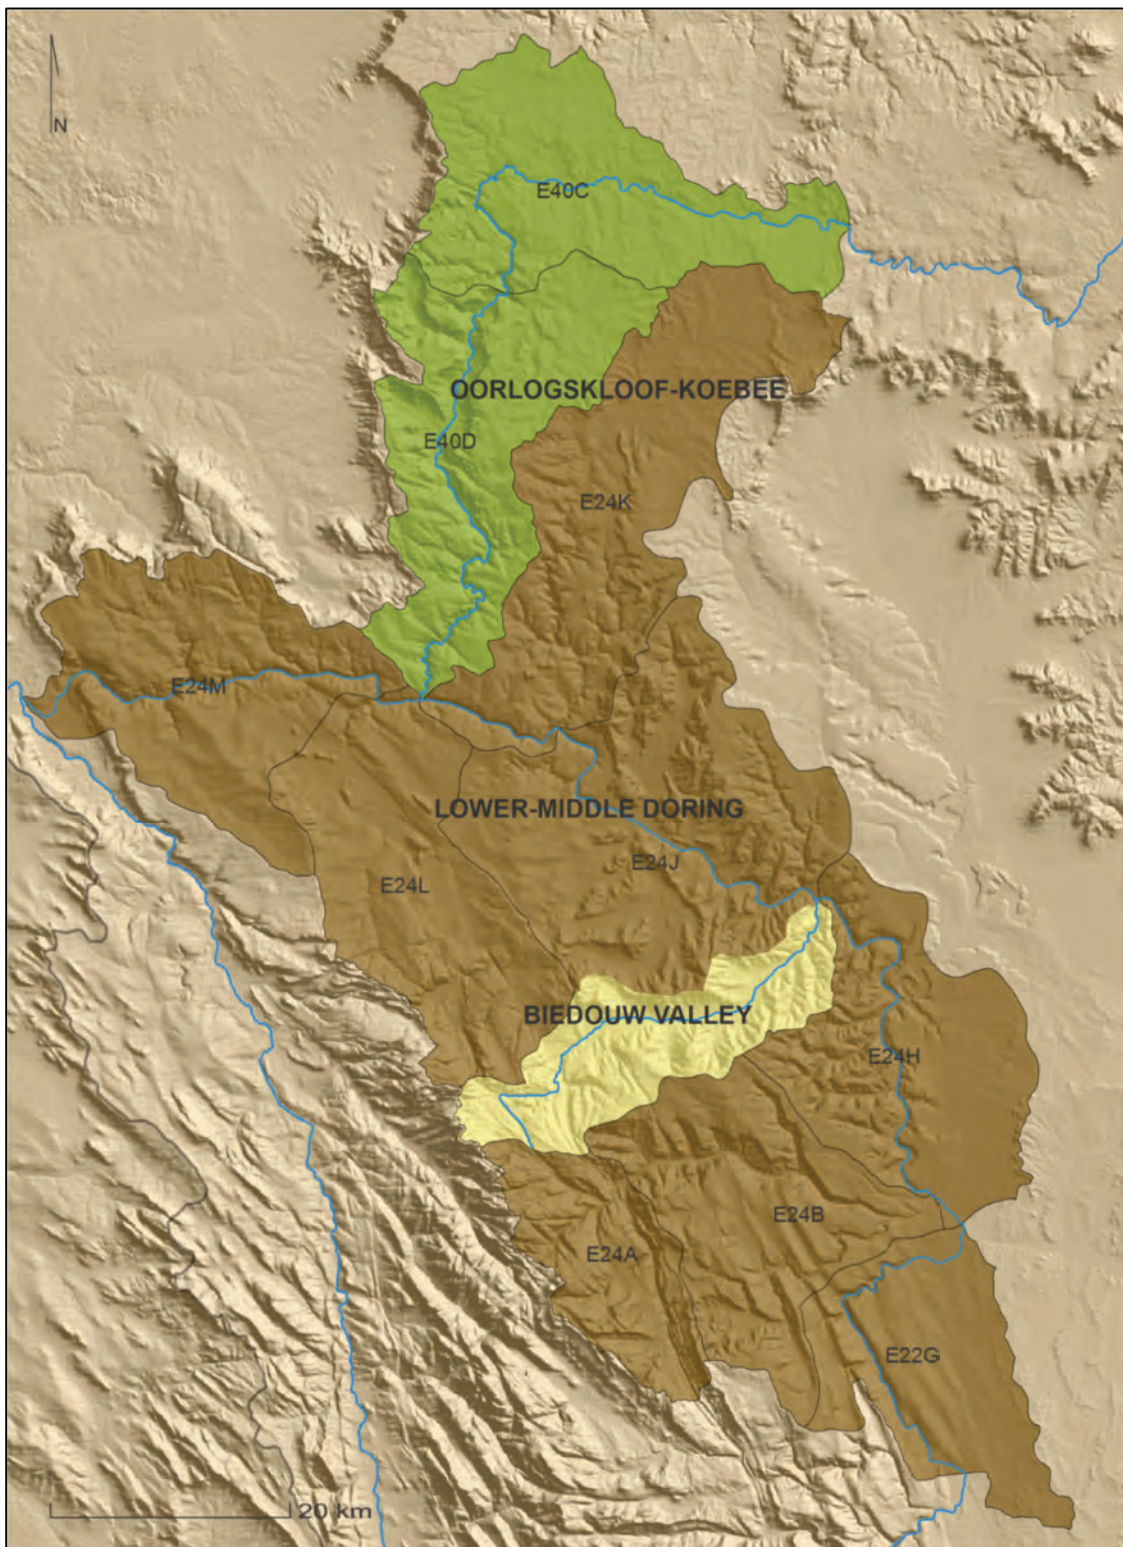 N
E40C
OORLOGSKLOOF-KOEBEE
E40D
E24K
E24M
LOWER-MIDDLE DORING
E24J
E24L
BIEDOUW VALLEY
E24H
E24B
E24A
E22G
20 km